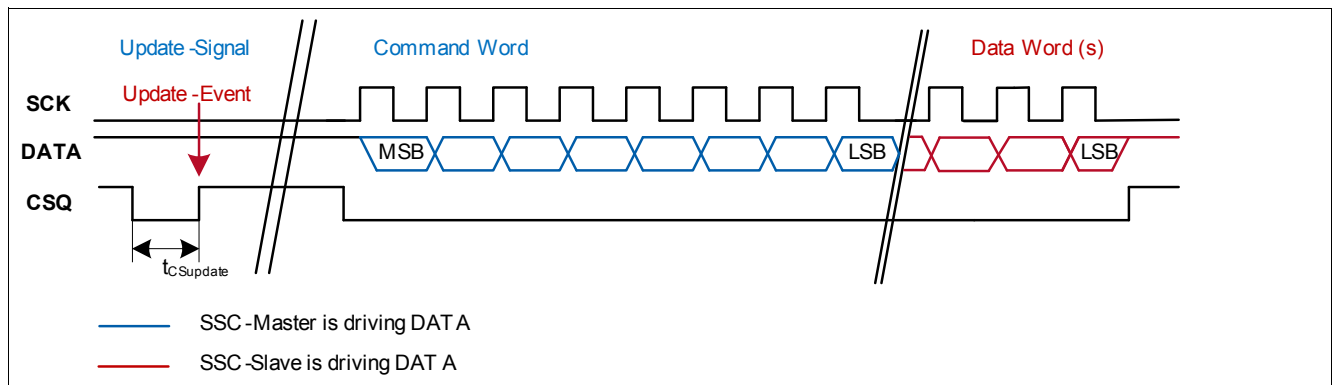 Update -Signal
Command Word
Data Word (s)
SCK
Update -Event
DATA
MSB
LSB
LSB
CSQ
tCSupdate
SSC -Master is driving DAT A
SSC-Slave is driving DAT A